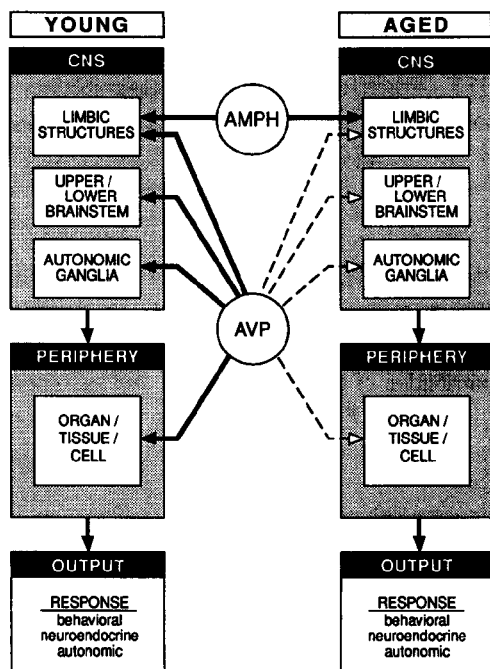 YOUNG
CNS
LIMBIC
STRUCTURES
UPPER /
LOWER
BRAINSTEM
AUTONOMIC
GANGLIA
PERIPHERY
ORGAN /
TISSUE /
CELL
OUTPUT
RESPONSE
behavioral
neuroendocrine
autonomic
AMPH
AVP
AGED
CNS
LIMBIC
STRUCTURES
UPPER /
LOWER
BRAINSTEM
AUTONOMIC
GANGLIA
PERIPHERY
ORGAN /
TISSUE /
CELL
OUTPUT
RESPONSE
behavioral
neuroendocrine
autonomic